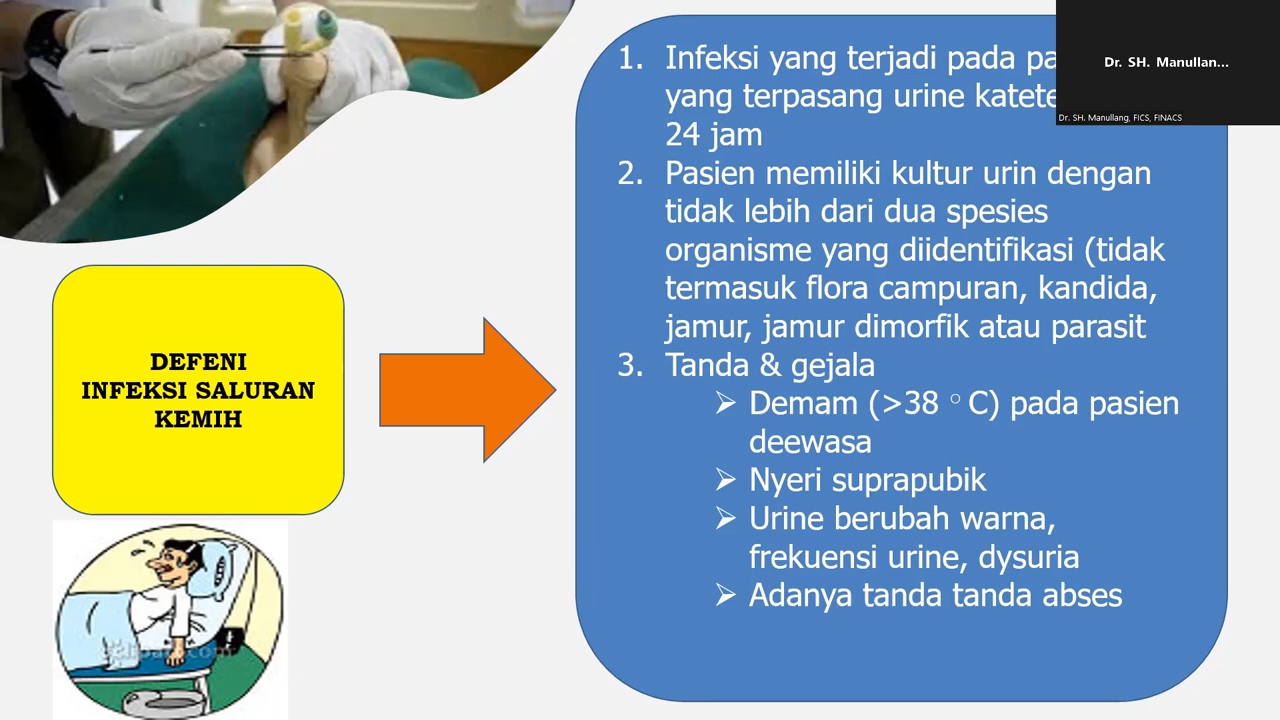 1. Infeksi yang terjadi pada
yang terpasang urine
24 jam
2. Pasien memiliki kultur urin dengan
tidak lebih dari dua spesies
organisme yang diidentifikasi (tidak
termasuk flora campuran, kandida,
jamur, jamur dimorfik atau parasit
3. Tanda & gejala
➢ Demam (>38 ○ C) pada pasien
deewasa
➢ Nyeri suprapubik
➢ Urine berubah warna,
frekuensi urine, dysuria
➢ Adanya tanda tanda abses
DEFENI
INFEKSI SALURAN
KEMIH
Dr. SH. Manullan...
Dr. SH. Manullang, FICS, FINACS